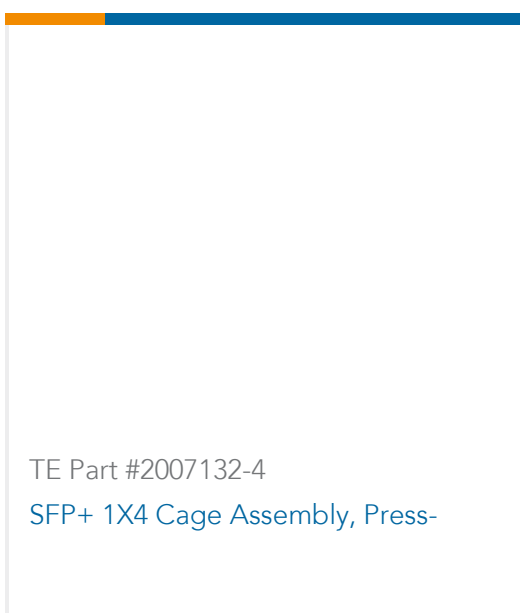 TE Part #2007132-4
SFP+ 1X4 Cage Assembly, Press-